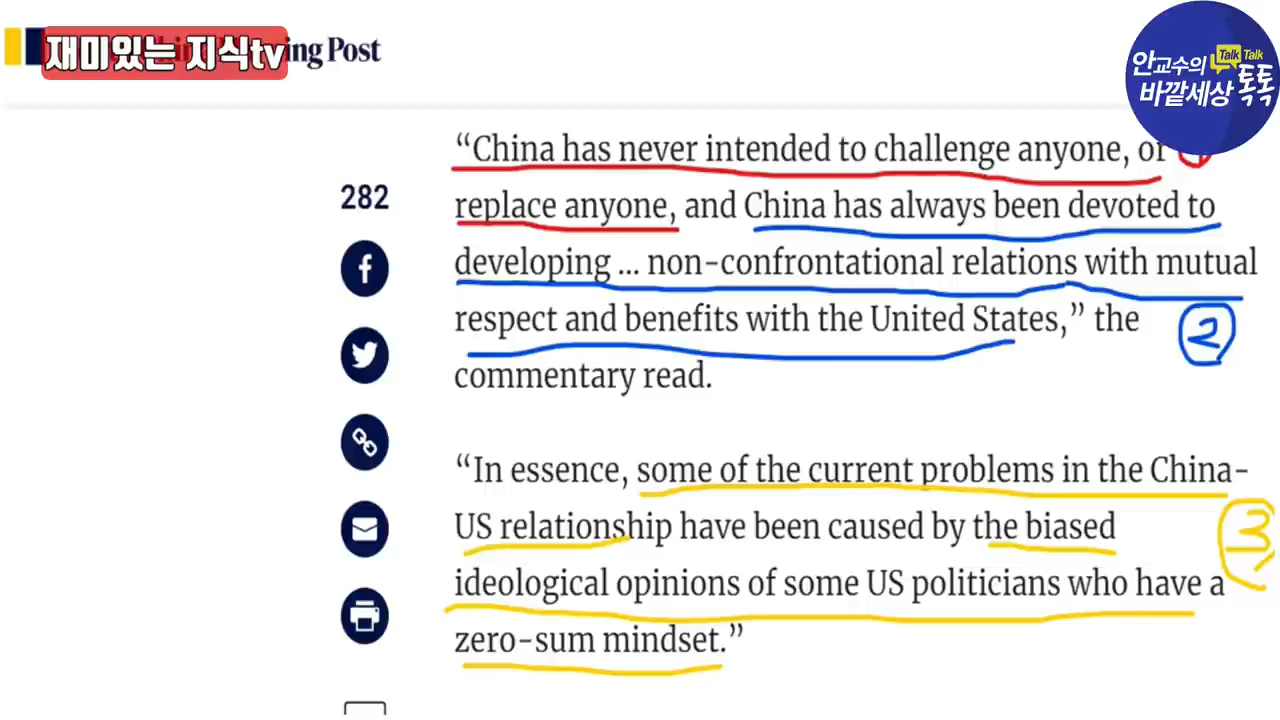 재미있는 지식tv
ing Post
안교수의
Talk Talk
바깥세상 톡톡
“China has never intended to challenge anyone, or
replace anyone, and China has always been devoted to
developing ... non-confrontational relations with mutual
respect and benefits with the United States,” the
commentary read.
282
2
“In essence, some of the current problems in the China-
US relationship have been caused by the biased
ideological opinions of some US politicians who have a
zero-sum mindset.”
3